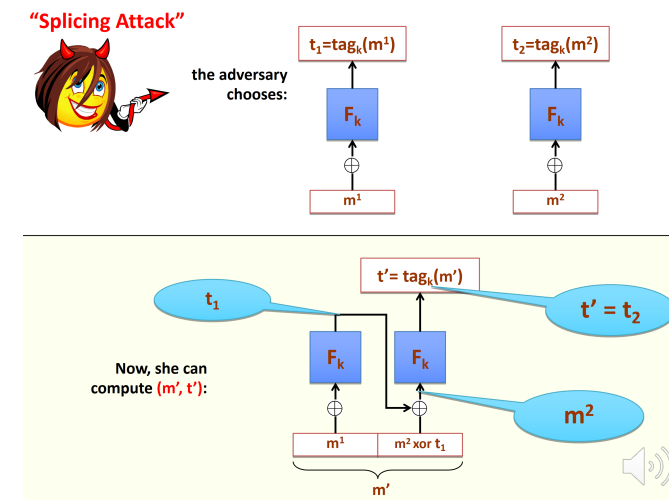 “Splicing Attack”
the adversary
chooses:
t₁=tagₖ(m¹)
t₂=tagₖ(m²)
Fₖ
Fₖ
⊕
⊕
m¹
m²
Now, she can
compute (m’, t’):
t₁
t’= tagₖ(m’)
t’ = t₂
Fₖ
Fₖ
⊕
⊕
m²
m¹
m² xor t₁
m’